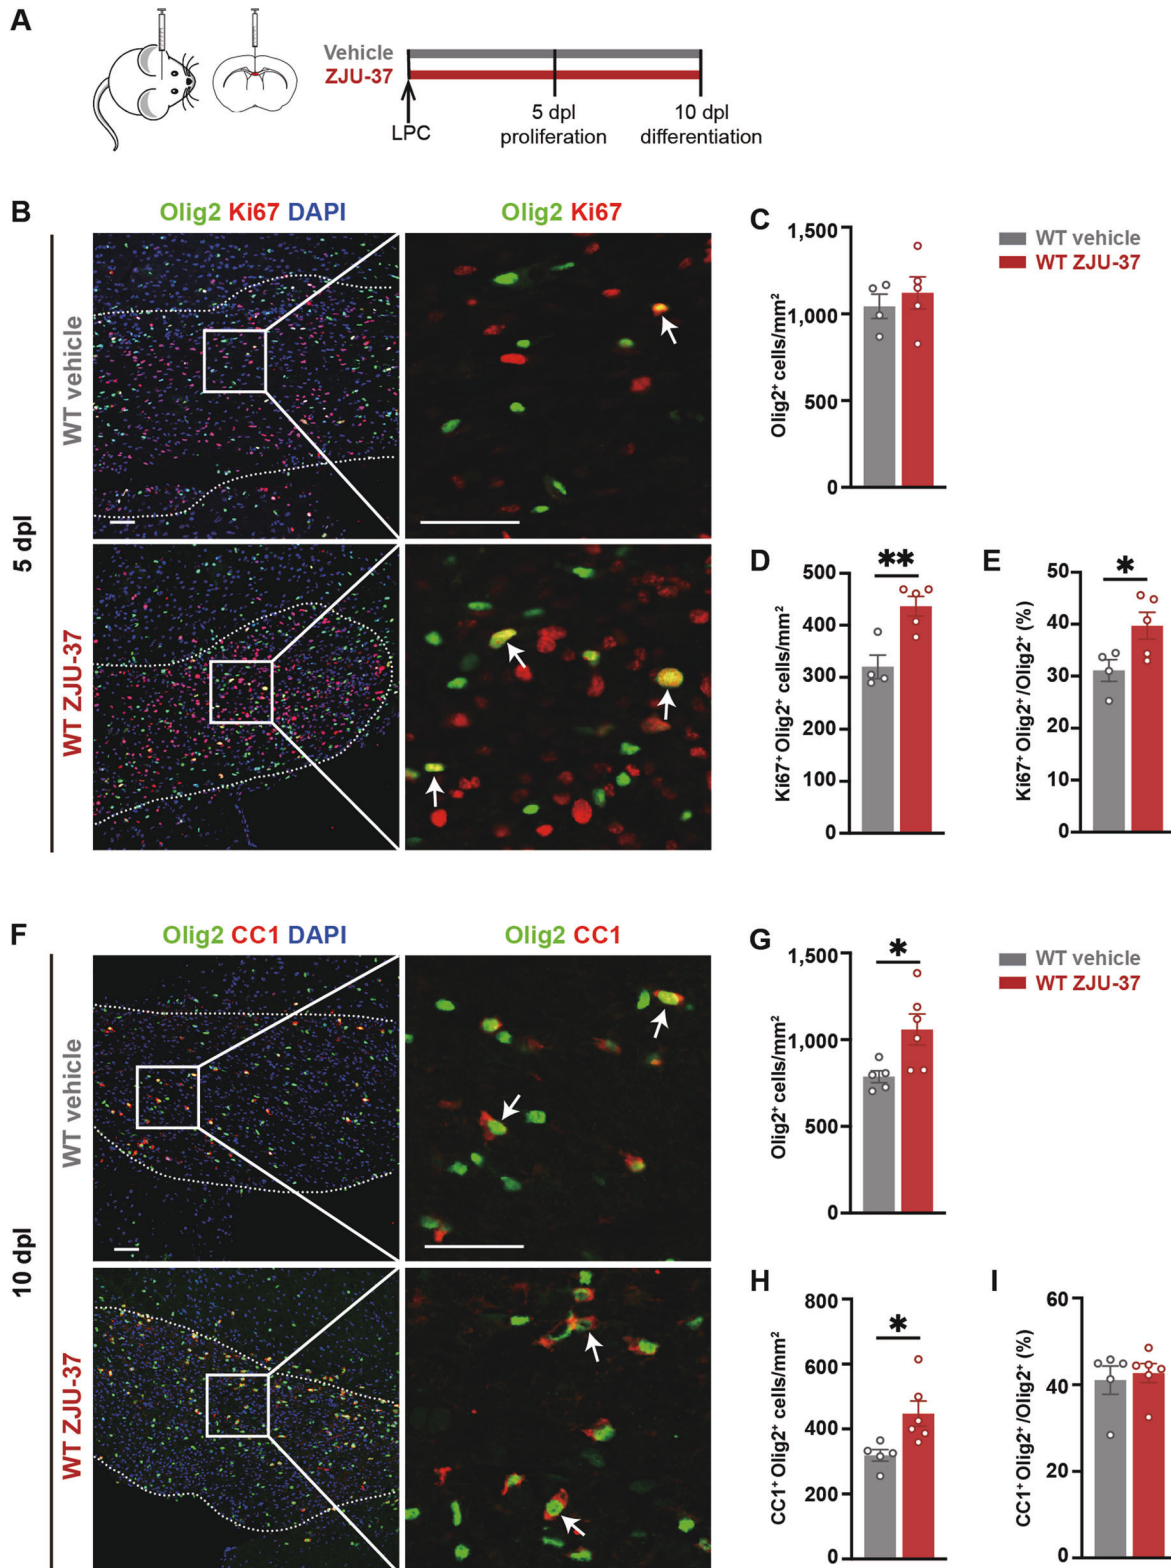 A
Vehicle
ZJU-37
LPC
5 dpl
proliferation
10 dpl
differentiation
B
Olig2 Ki67 DAPI
Olig2 Ki67
5 dpl
WT vehicle
WT ZJU-37
C
1,500
1,000
500
0
Olig2⁺ cells/mm²
WT vehicle
WT ZJU-37
D
**
500
400
300
200
100
0
Ki67⁺ Olig2⁺ cells/mm²
E
*
50
40
30
20
10
0
Ki67⁺ Olig2⁺/Olig2⁺ (%)
F
Olig2 CC1 DAPI
Olig2 CC1
10 dpl
WT vehicle
WT ZJU-37
G
*
1,500
1,000
500
0
Olig2⁺ cells/mm²
WT vehicle
WT ZJU-37
H
*
800
600
400
200
0
CC1⁺ Olig2⁺ cells/mm²
I
60
40
20
0
CC1⁺ Olig2⁺/Olig2⁺ (%)